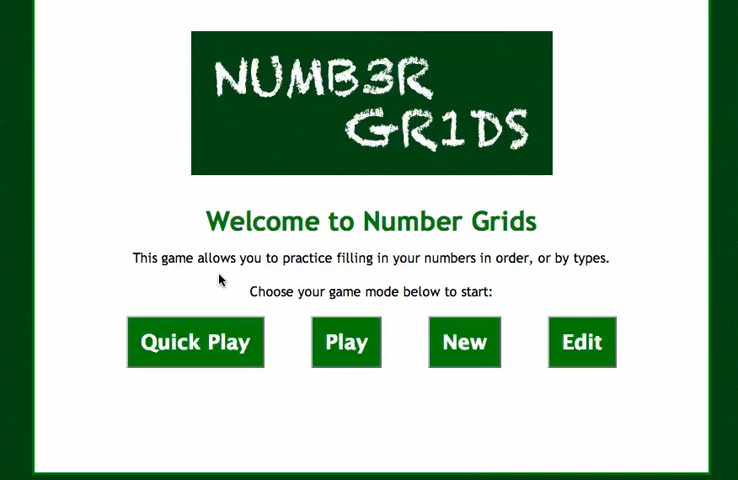 NUMB3R
GR1DS
Welcome to Number Grids
This game allows you to practice filling in your numbers in order, or by types.
Choose your game mode below to start:
Quick Play Play New Edit